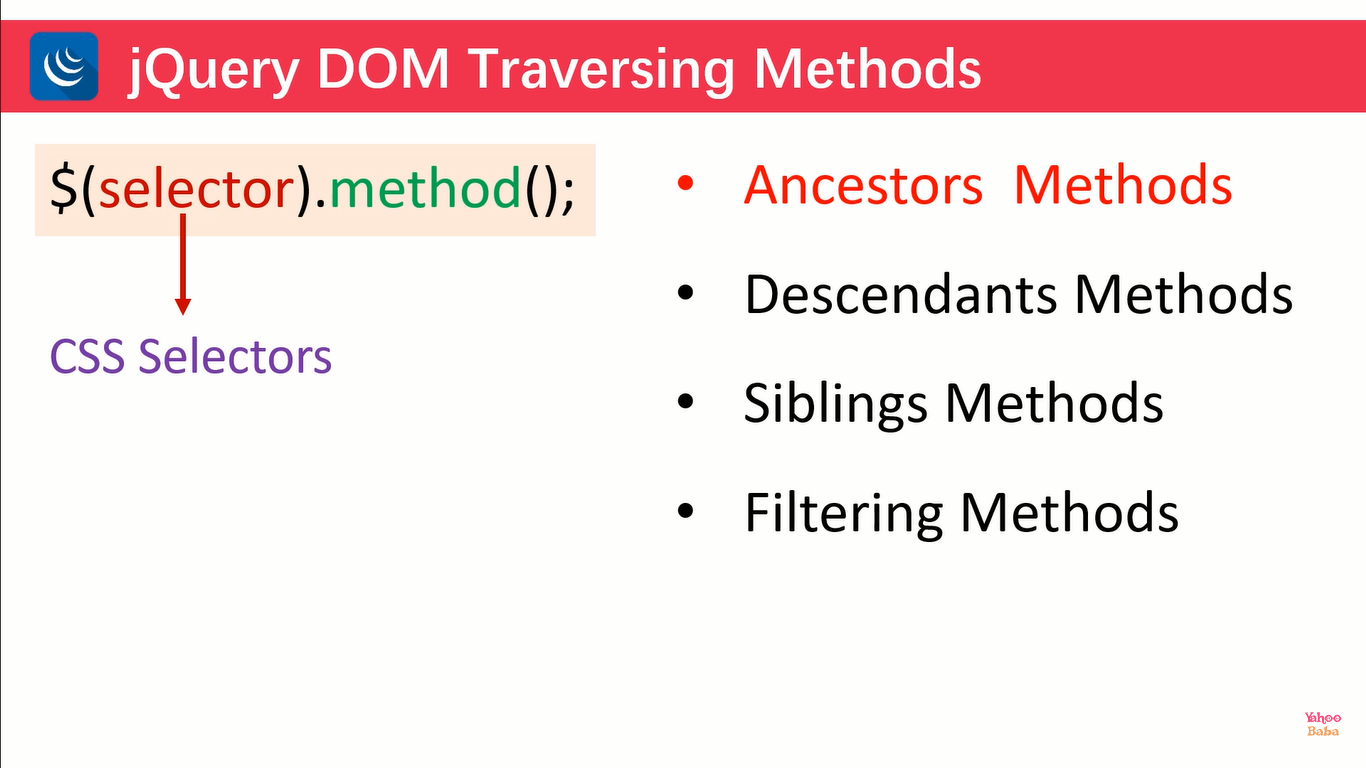 jQuery DOM Traversing Methods
$(selector).method();
CSS Selectors
• Ancestors Methods
• Descendants Methods
• Siblings Methods
• Filtering Methods
Yahoo
Baba